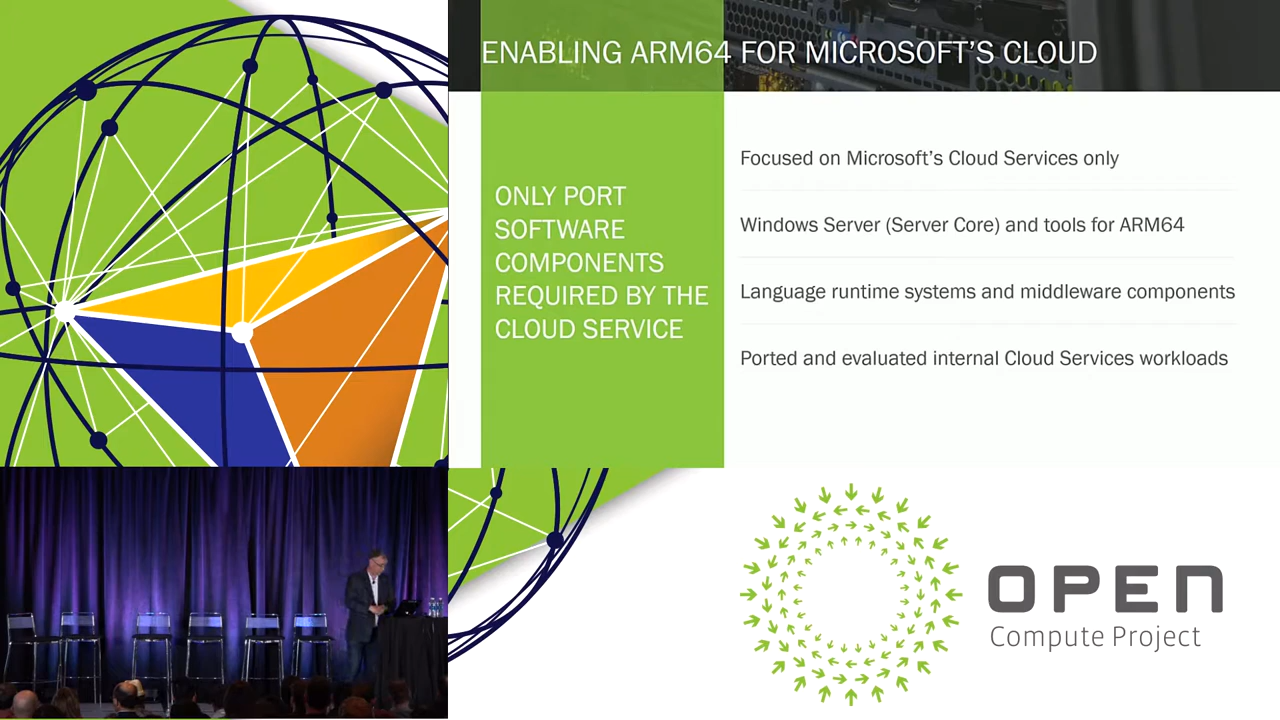 ENABLING ARM64 FOR MICROSOFT'S CLOUD
ONLY PORT
SOFTWARE
COMPONENTS
REQUIRED BY THE
CLOUD SERVICE
Focused on Microsoft's Cloud Services only
Windows Server (Server Core) and tools for ARM64
Language runtime systems and middleware components
Ported and evaluated internal Cloud Services workloads
OPEN
Compute Project